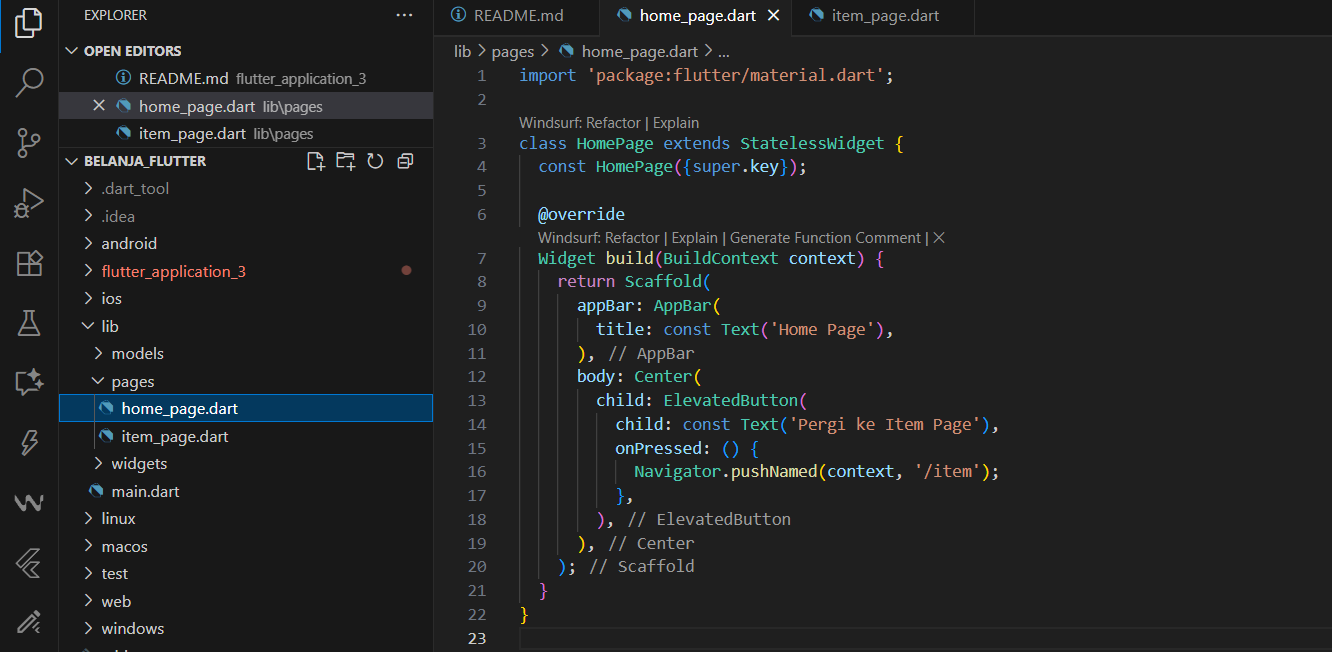 EXPLORER
OPEN EDITORS
README.md flutter_application_3
home_page.dart lib\pages
item_page.dart lib\pages
BELANJA_FLUTTER
.dart_tool
.idea
android
flutter_application_3
ios
lib
models
pages
home_page.dart
item_page.dart
widgets
main.dart
linux
macos
test
web
windows
README.md
home_page.dart
item_page.dart
lib > pages > home_page.dart > ...
1 import 'package:flutter/material.dart';
2
Windsurf: Refactor | Explain
3 class HomePage extends StatelessWidget {
4 const HomePage({super.key});
5
6 @override
Windsurf: Refactor | Explain | Generate Function Comment | ×
7 Widget build(BuildContext context) {
8 return Scaffold(
9 appBar: AppBar(
10 title: const Text('Home Page'),
11 ), // AppBar
12 body: Center(
13 child: ElevatedButton(
14 child: const Text('Pergi ke Item Page'),
15 onPressed: () {
16 Navigator.pushNamed(context, '/item');
17 },
18 ), // ElevatedButton
19 ), // Center
20 ); // Scaffold
21 }
22 }
23